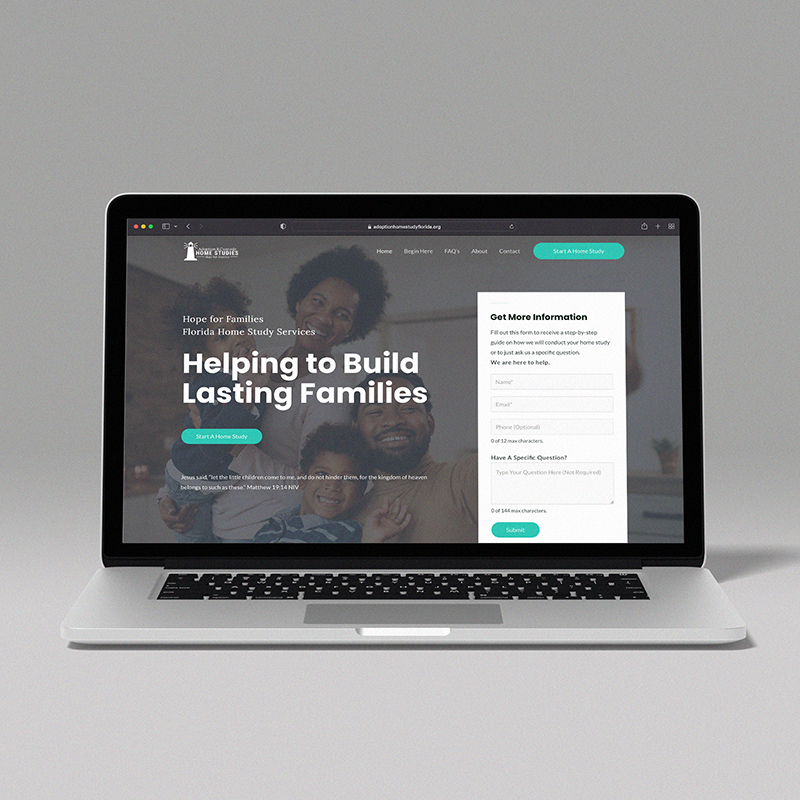 adoptionhomestudyflorida.org
HOME STUDIES
Home
Begin Here
FAQ's
About
Contact
Start A Home Study
Hope for Families
Florida Home Study Services
Helping to Build
Lasting Families
Start A Home Study
Jesus said, "let the little children come to me, and do not hinder them, for the kingdom of heaven
belongs to such as these." Matthew 19:14 NIV
Get More Information
Fill out this form to receive a step-by-step
guide on how we will conduct your home study
or to just ask us a specific question.
We are here to help.
Name*
Email*
Phone (Optional)
0 of 12 max characters.
Have A Specific Question?
Type Your Question Here (Not Required)
0 of 144 max characters.
Submit